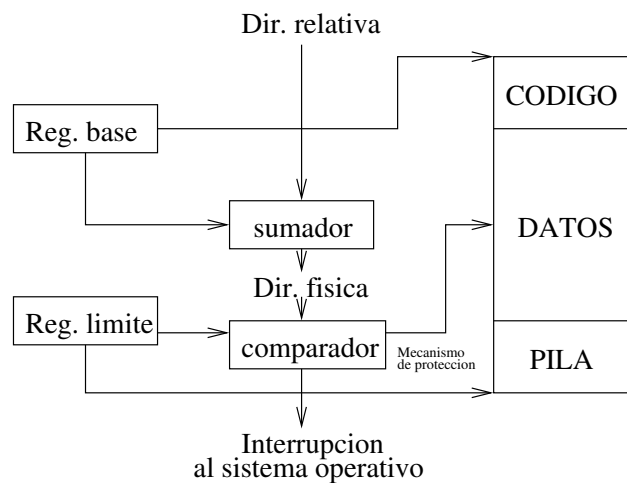 Dir. relativa
CODIGO
Reg. base
sumador
DATOS
Dir. fisica
Reg. limite
comparador
Mecanismo
de proteccion
PILA
Interrupcion
al sistema operativo